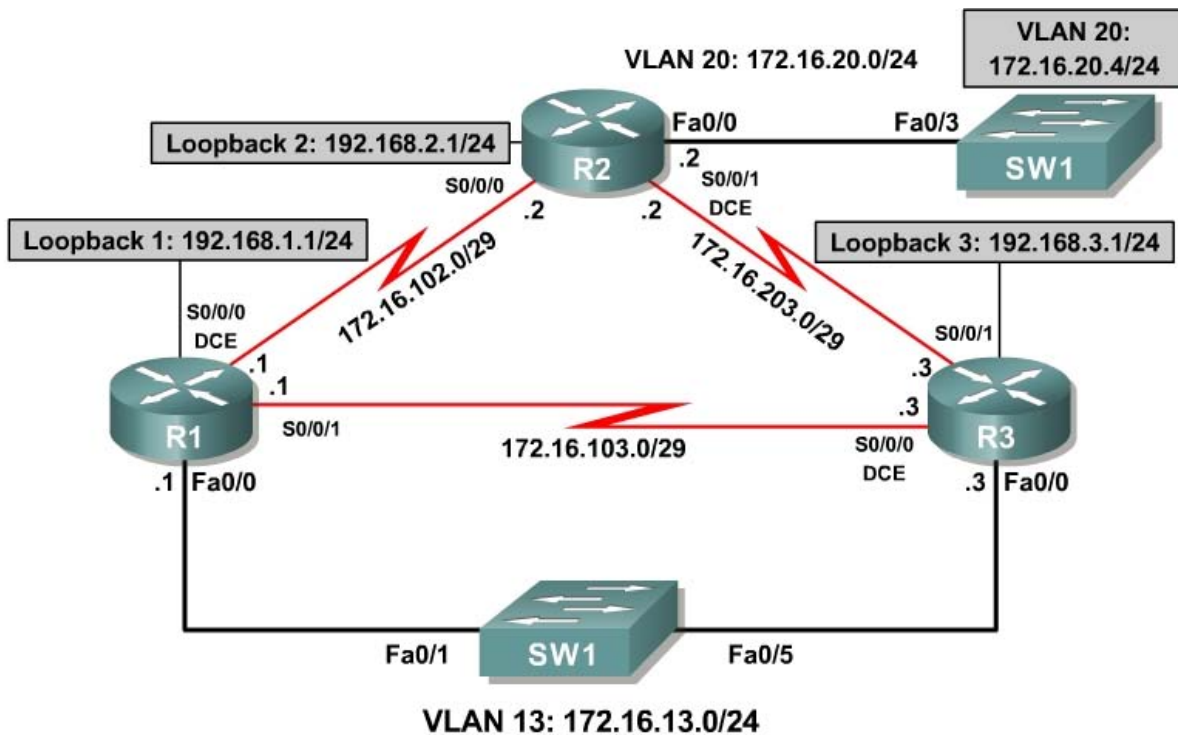 VLAN 20:
172.16.20.4/24
VLAN 20: 172.16.20.0/24
Loopback 2: 192.168.2.1/24
R2
Fa0/0
Fa0/3
SW1
.2
S0/0/0
.2
S0/0/1
DCE
.2
Loopback 1: 192.168.1.1/24
Loopback 3: 192.168.3.1/24
172.16.102.0/29
172.16.203.0/29
S0/0/0
DCE
.1
.1
S0/0/1
R1
S0/0/1
.3
.3
R3
172.16.103.0/29
S0/0/0
DCE
.1
Fa0/0
.3
Fa0/0
Fa0/1
SW1
Fa0/5
VLAN 13: 172.16.13.0/24